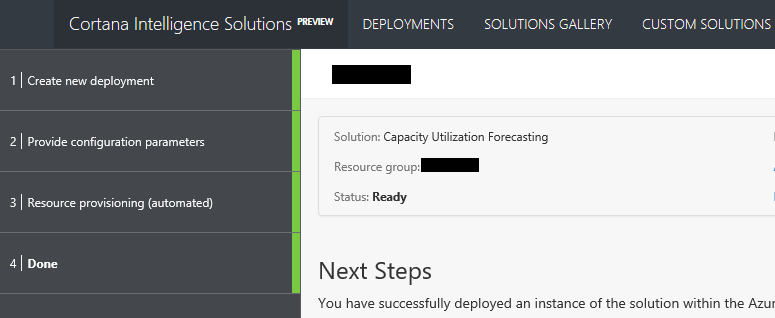 Cortana Intelligence Solutions PREVIEW DEPLOYMENTS SOLUTIONS GALLERY CUSTOM SOLUTIONS
1 | Create new deployment
2 | Provide configuration parameters
3 | Resource provisioning (automated)
4 | Done
Solution: Capacity Utilization Forecasting
Resource group:
Status: Ready
Next Steps
You have successfully deployed an instance of the solution within the Azur